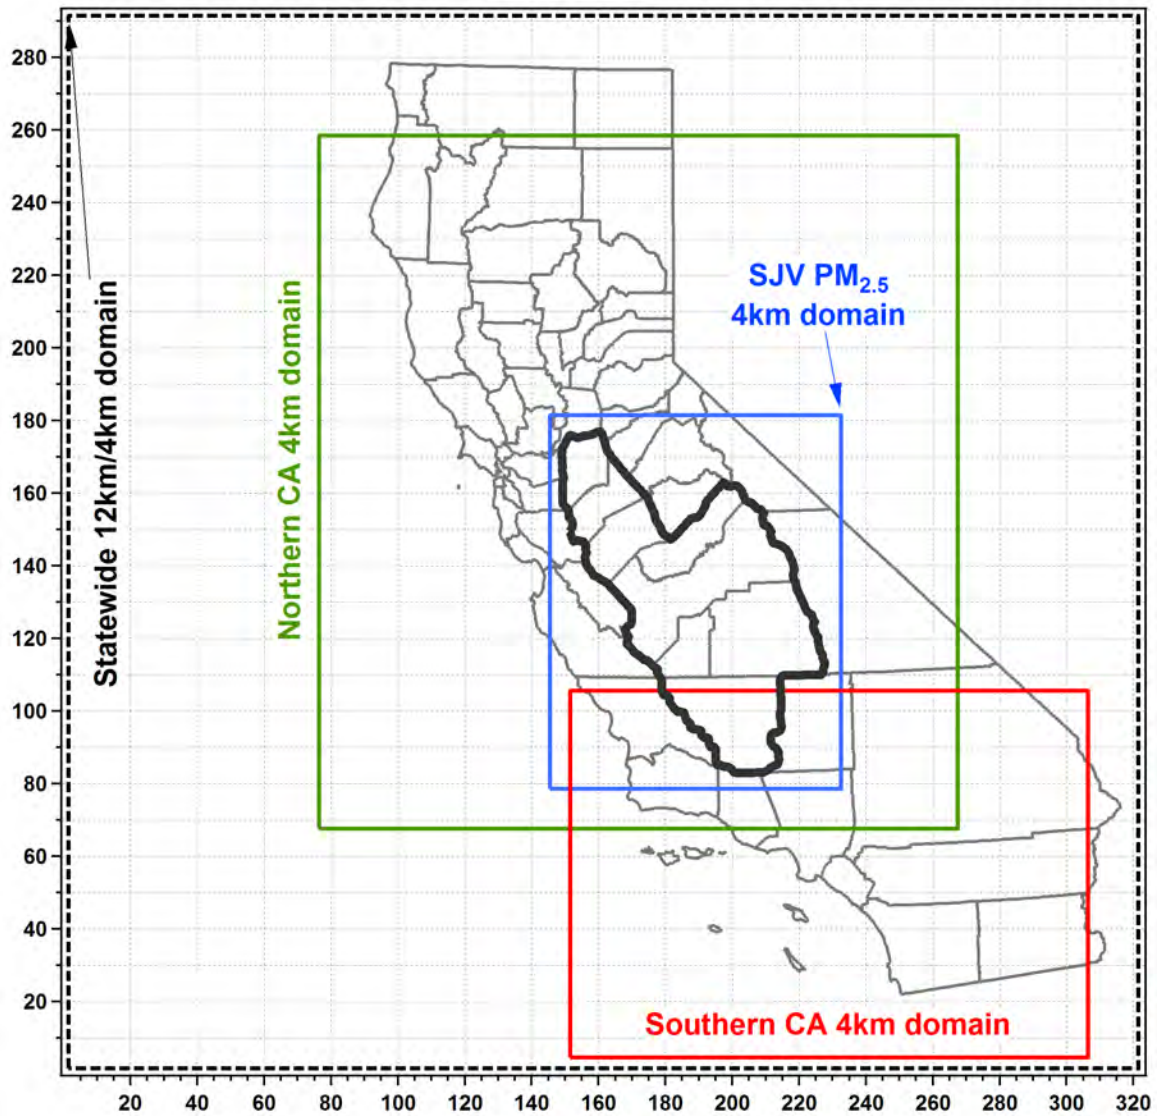 280
260
240
220
200
180
160
140
120
100
80
60
40
20
Statewide 12km/4km domain
Northern CA 4km domain
SJV PM2.5
4km domain
Southern CA 4km domain
20 40 60 80 100 120 140 160 180 200 220 240 260 280 300 320